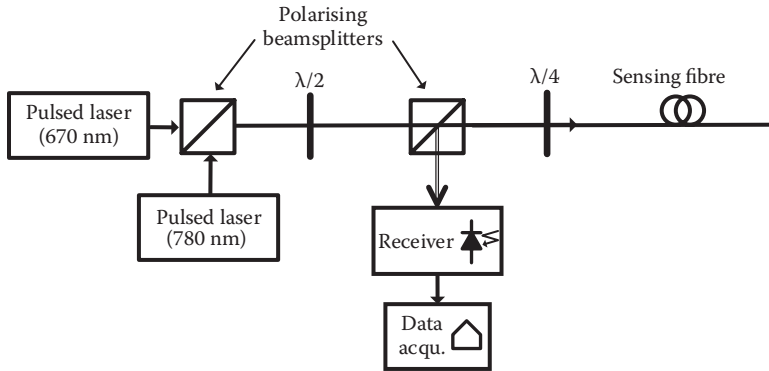 Polarising
beamsplitters
λ/2
λ/4
Sensing fibre
Pulsed laser
(670 nm)
Pulsed laser
(780 nm)
Receiver
Data
acqu.